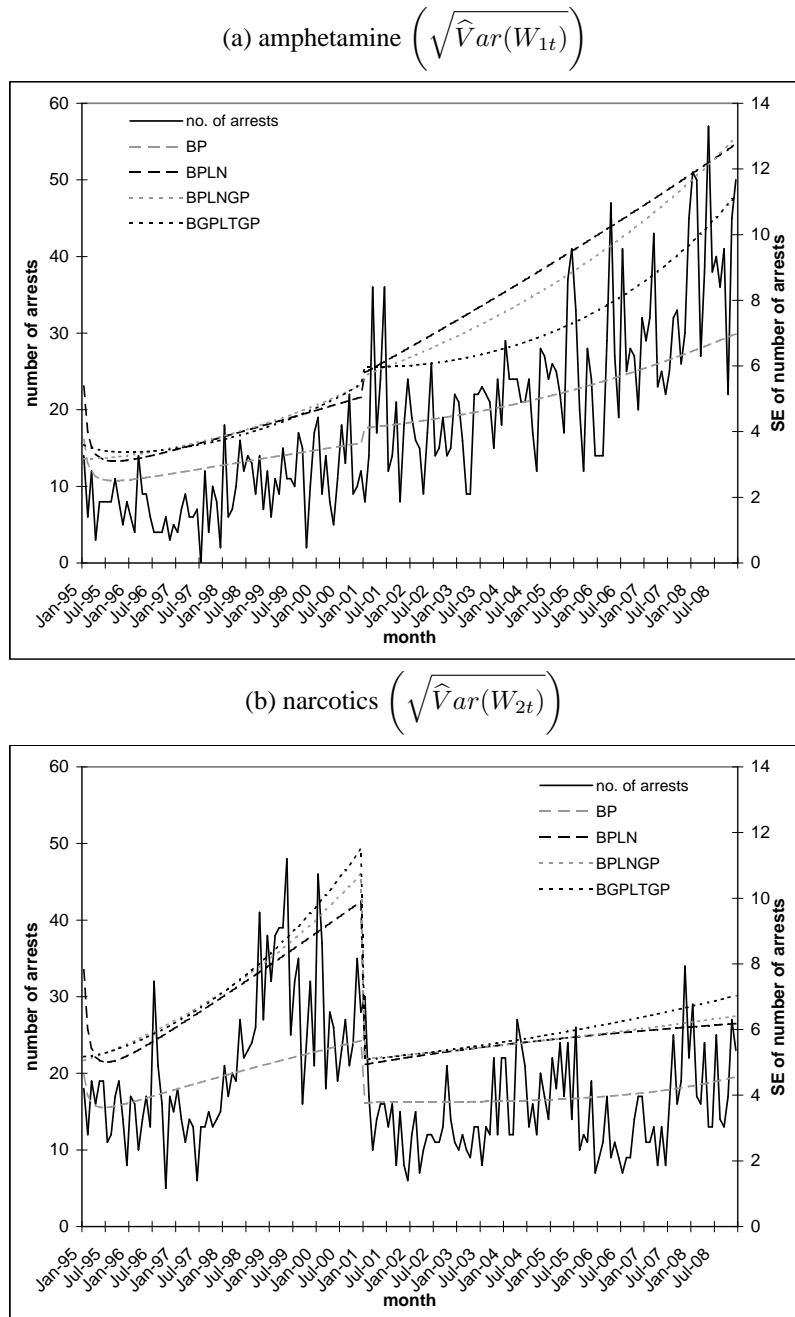 (a) amphetamine (√V̂ar(W₁ₜ))
60
50
40
30
20
10
0
number of arrests
no. of arrests
BP
BPLN
BPLNGP
BGPLTGP
14
12
10
8
6
4
2
0
SE of number of arrests
Jan-95
Jul-95
Jan-96
Jul-96
Jan-97
Jul-97
Jan-98
Jul-98
Jan-99
Jul-99
Jan-00
Jul-00
Jan-01
Jul-01
Jan-02
Jul-02
Jan-03
Jul-03
Jan-04
Jul-04
Jan-05
Jul-05
Jan-06
Jul-06
Jan-07
Jul-07
Jan-08
Jul-08
month
(b) narcotics (√V̂ar(W₂ₜ))
60
50
40
30
20
10
0
number of arrests
no. of arrests
BP
BPLN
BPLNGP
BGPLTGP
14
12
10
8
6
4
2
0
SE of number of arrests
Jan-95
Jul-95
Jan-96
Jul-96
Jan-97
Jul-97
Jan-98
Jul-98
Jan-99
Jul-99
Jan-00
Jul-00
Jan-01
Jul-01
Jan-02
Jul-02
Jan-03
Jul-03
Jan-04
Jul-04
Jan-05
Jul-05
Jan-06
Jul-06
Jan-07
Jul-07
Jan-08
Jul-08
month